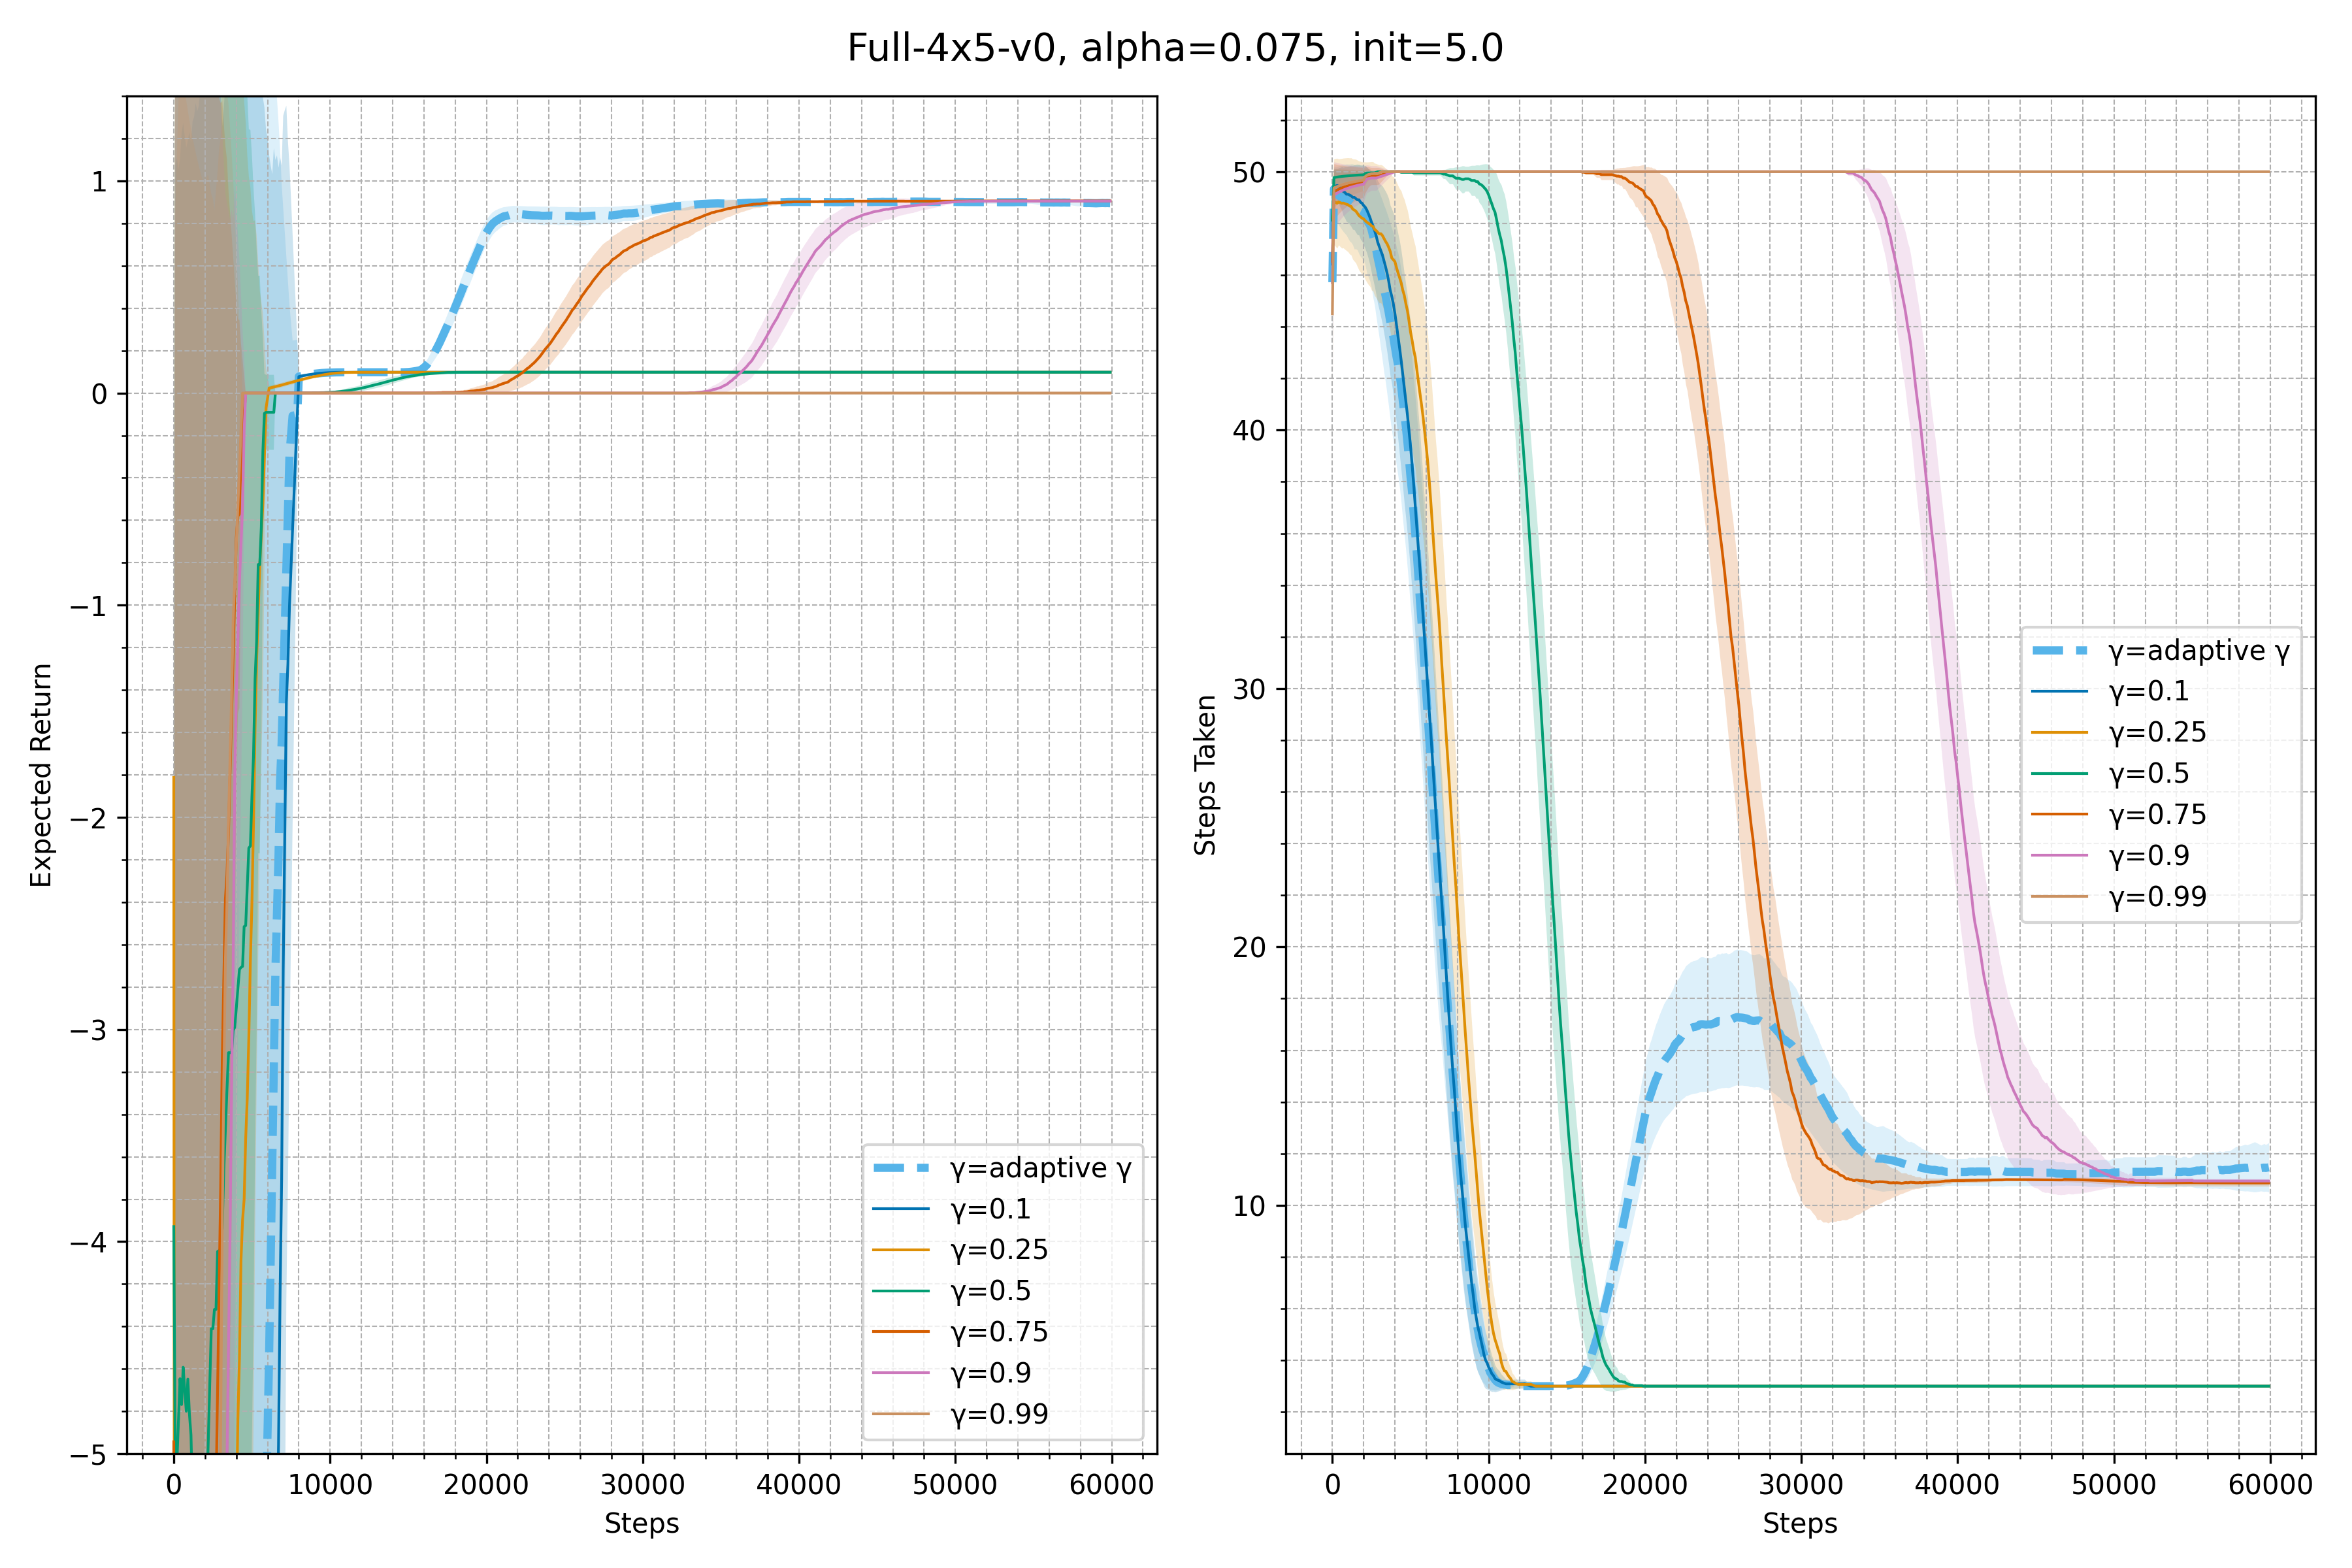 Full-4x5-v0, alpha=0.075, init=5.0
Expected Return
1
0
−1
−2
−3
−4
−5
0 10000 20000 30000 40000 50000 60000
Steps
γ=adaptive γ
γ=0.1
γ=0.25
γ=0.5
γ=0.75
γ=0.9
γ=0.99
Steps Taken
50
40
30
20
10
0 10000 20000 30000 40000 50000 60000
Steps
γ=adaptive γ
γ=0.1
γ=0.25
γ=0.5
γ=0.75
γ=0.9
γ=0.99